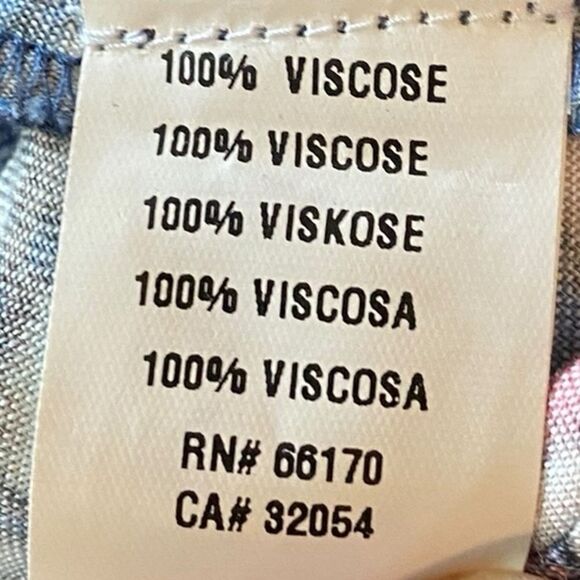 100% VISCOSE
100% VISCOSE
100% VISKOSE
100% VISCOSA
100% VISCOSA
RN# 66170
CA# 32054